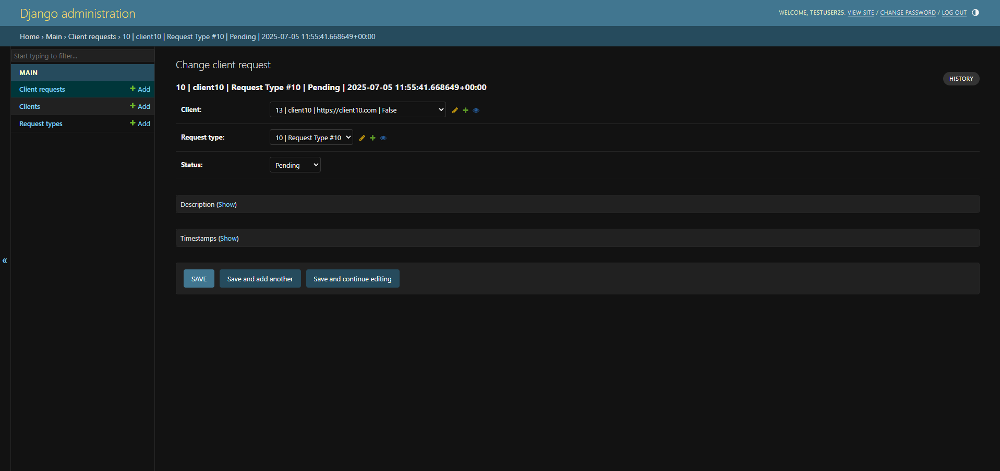 Django administration
WELCOME, TESTUSER25. VIEW SITE / CHANGE PASSWORD / LOG OUT
Home › Main › Client requests › 10 | client10 | Request Type #10 | Pending | 2025-07-05 11:55:41.668649+00:00
Start typing to filter...
MAIN
Client requests Add
Clients Add
Request types Add
«
Change client request
HISTORY
10 | client10 | Request Type #10 | Pending | 2025-07-05 11:55:41.668649+00:00
Client: 13 | client10 | https://client10.com | False
Request type: 10 | Request Type #10
Status: Pending
Description (Show)
Timestamps (Show)
SAVE Save and add another Save and continue editing